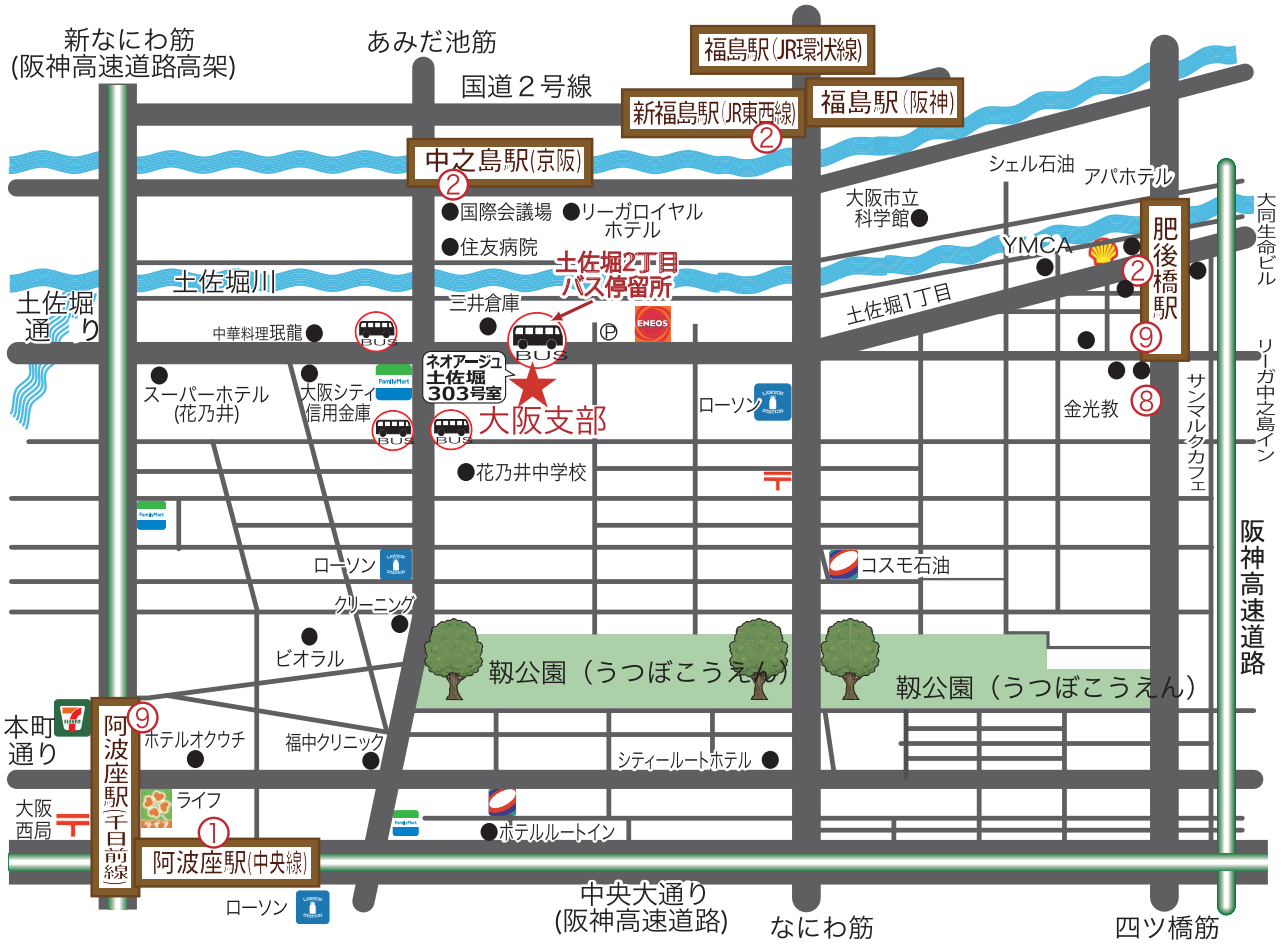 新なにわ筋
(阪神高速道路高架)
あみだ池筋
国道２号線
福島駅(JR環状線)
新福島駅(JR東西線)
②
福島駅(阪神)
中之島駅(京阪)
②
国際会議場
リーガロイヤル
ホテル
住友病院
大阪市立
科学館
シェル石油
アパホテル
YMCA
肥後橋駅
②
⑨
⑧
大同生命ビル
土佐堀川
土佐堀
通り
土佐堀2丁目
バス停留所
三井倉庫
中華料理珉龍
BUS
BUS
P
ENEOS
土佐堀1丁目
ネオアージュ
土佐堀
303号室
大阪支部
スーパーホテル
(花乃井)
大阪シティ
信用金庫
FamilyMart
BUS
BUS
ローソン
LAWSON
STATION
金光教
サンマルクカフェ
リーガ中之島イン
花乃井中学校
〒
FamilyMart
ローソン
LAWSON
STATION
コスモ石油
阪神高速道路
クリーニング
ビオラル
靭公園（うつぼこうえん）
靭公園（うつぼこうえん）
本町
通り
7
ELEVEN
阿波座駅(千日前線)
⑨
ホテルオクウチ
福中クリニック
シティールートホテル
大阪
西局
〒
ライフ
ライフ
FamilyMart
ホテルルートイン
①
阿波座駅(中央線)
ローソン
LAWSON
STATION
中央大通り
(阪神高速道路)
なにわ筋
四ツ橋筋